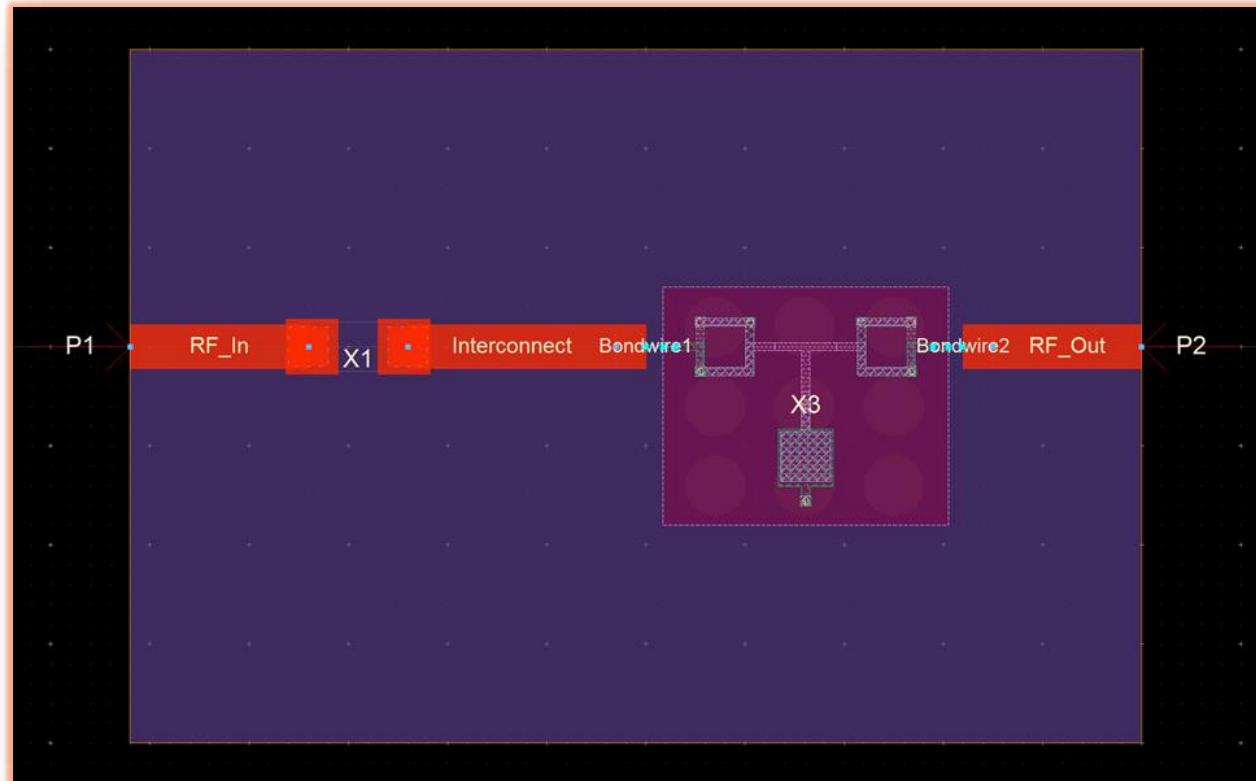 P1
RF_In
X1
Interconnect
Bondwire1
X3
Bondwire2
RF_Out
P2